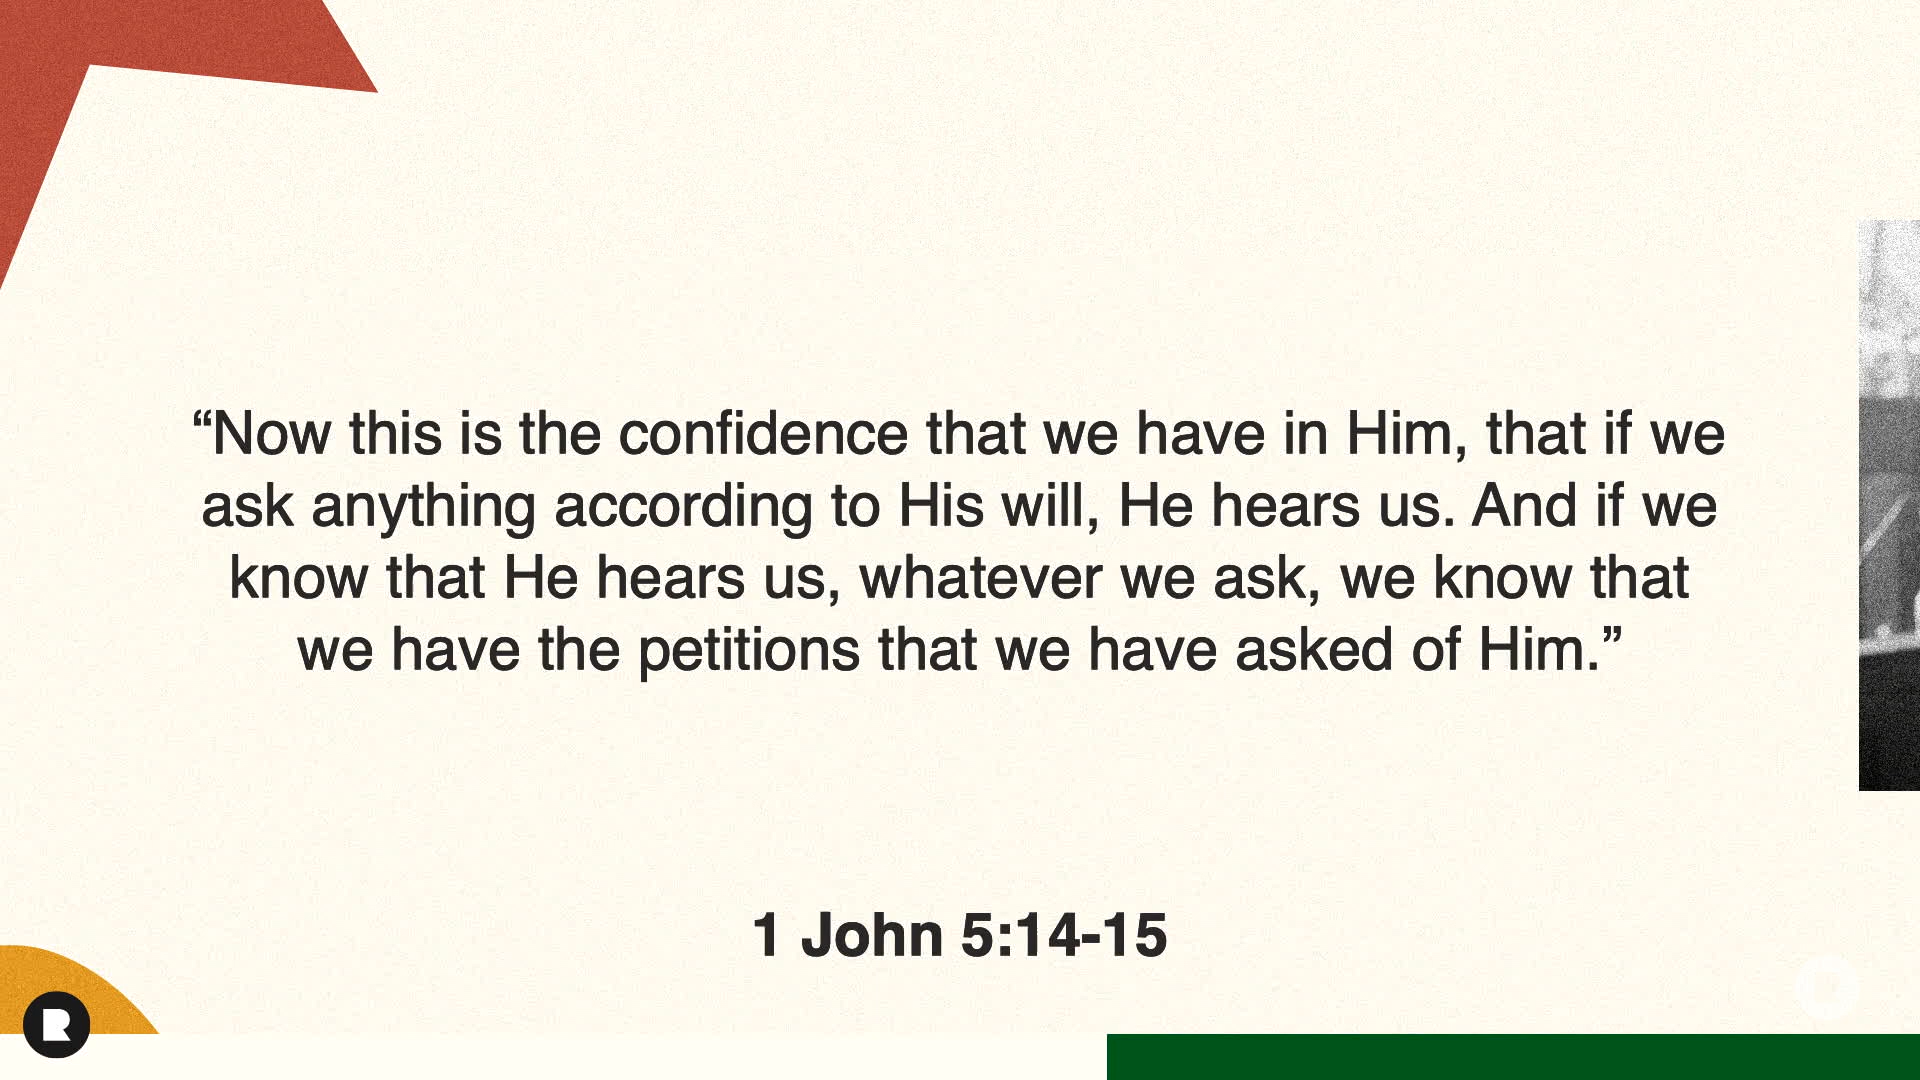 “Now this is the confidence that we have in Him, that if we
ask anything according to His will, He hears us. And if we
know that He hears us, whatever we ask, we know that
we have the petitions that we have asked of Him.”
1 John 5:14-15
R